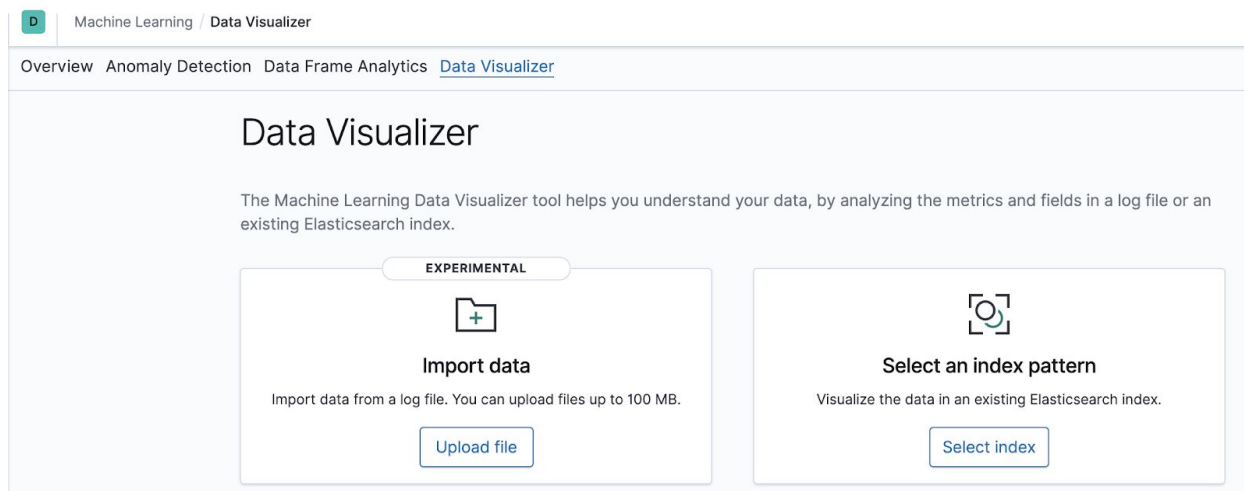 D Machine Learning / Data Visualizer
Overview Anomaly Detection Data Frame Analytics Data Visualizer
Data Visualizer
The Machine Learning Data Visualizer tool helps you understand your data, by analyzing the metrics and fields in a log file or an
existing Elasticsearch index.
EXPERIMENTAL
Import data
Import data from a log file. You can upload files up to 100 MB.
Upload file
Select an index pattern
Visualize the data in an existing Elasticsearch index.
Select index